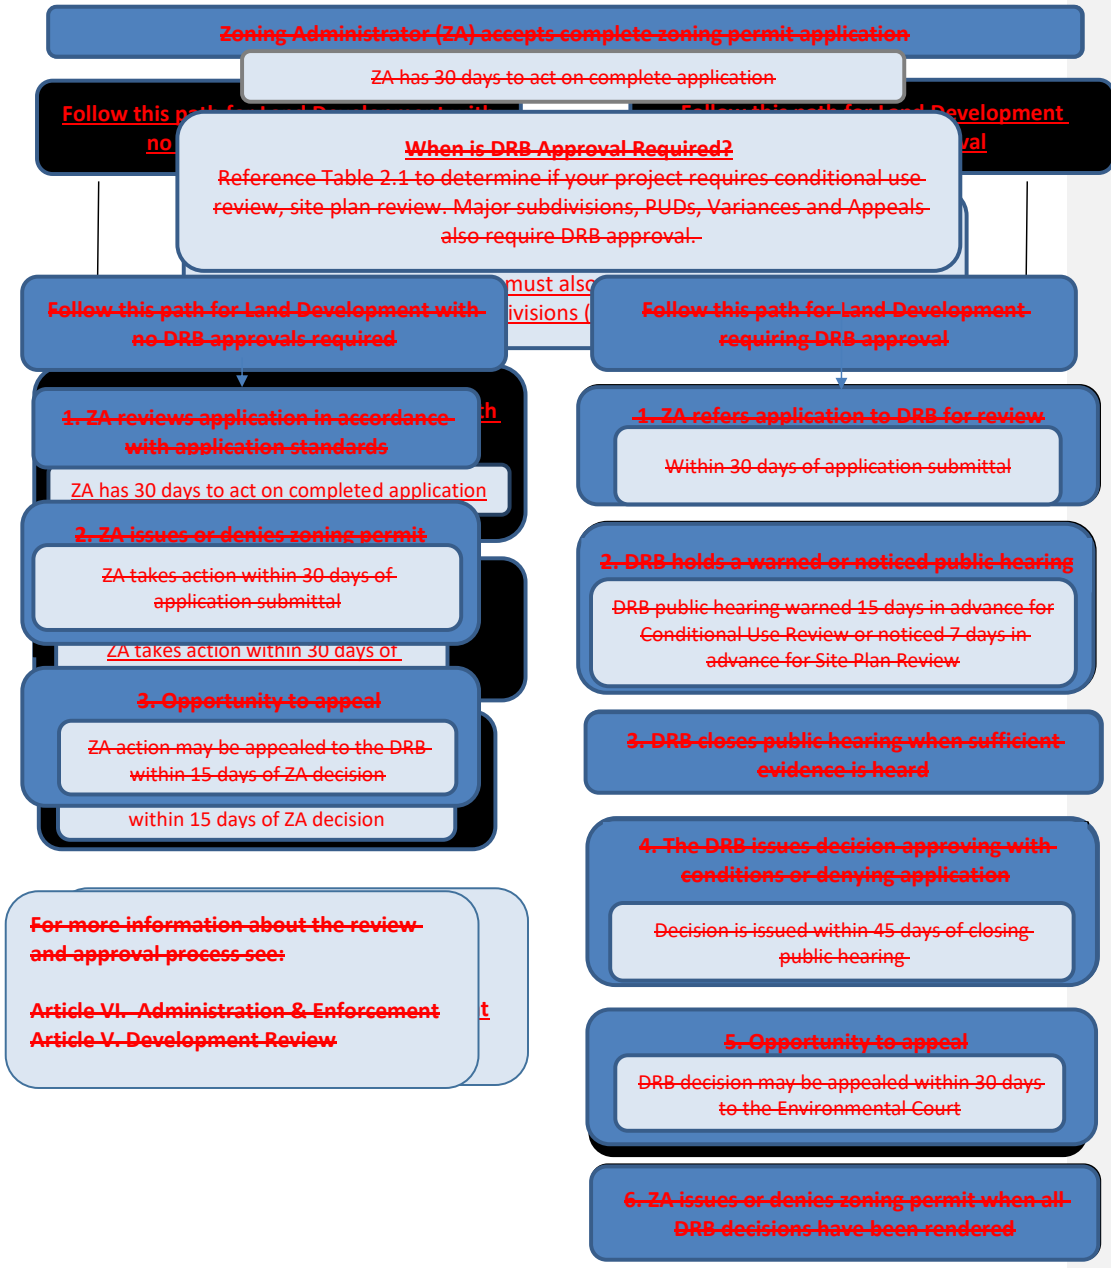 Zoning Administrator (ZA) accepts complete zoning permit application
ZA has 30 days to act on complete application
Follow this path for Land Development with
no
Follow this path for Land Development
When is DRB Approval Required?
Reference Table 2.1 to determine if your project requires conditional use
review, site plan review. Major subdivisions, PUDs, Variances and Appeals
also require DRB approval.
must also
Follow this path for Land Development with
no DRB approvals required
Follow this path for Land Development
requiring DRB approval
1. ZA reviews application in accordance
with application standards
ZA has 30 days to act on completed application
2. ZA issues or denies zoning permit
ZA takes action within 30 days of
application submittal
ZA takes action within 30 days of
3. Opportunity to appeal
ZA action may be appealed to the DRB
within 15 days of ZA decision
within 15 days of ZA decision
For more information about the review
and approval process see:
Article VI. Administration & Enforcement
Article V. Development Review
1. ZA refers application to DRB for review
Within 30 days of application submittal
2. DRB holds a warned or noticed public hearing
DRB public hearing warned 15 days in advance for
Conditional Use Review or noticed 7 days in
advance for Site Plan Review
3. DRB closes public hearing when sufficient
evidence is heard
4. The DRB issues decision approving with
conditions or denying application
Decision is issued within 45 days of closing
public hearing
5. Opportunity to appeal
DRB decision may be appealed within 30 days
to the Environmental Court
6. ZA issues or denies zoning permit when all
DRB decisions have been rendered